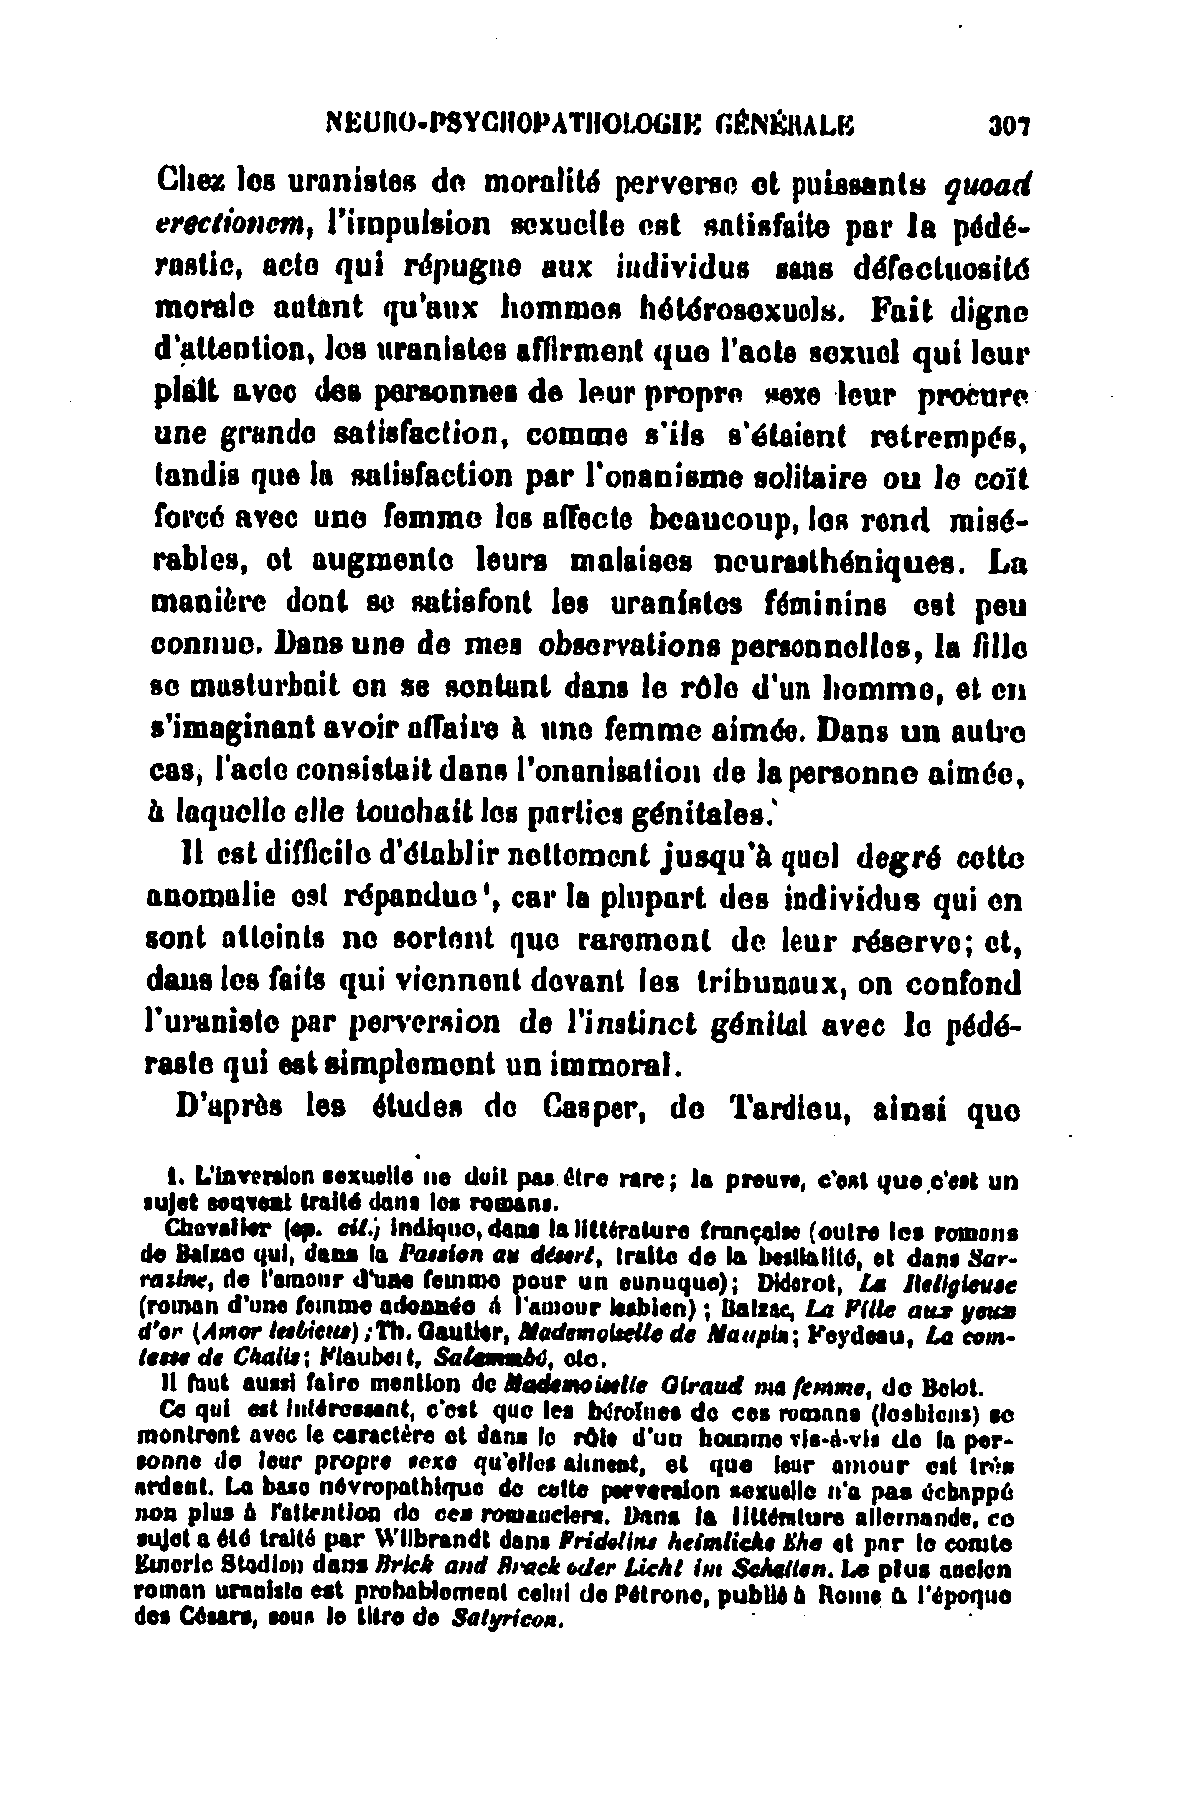 NEURO-PSYCHOPATHOLOGIE GÉNÉRALE 307
Chez les uranistes de moralité perverse et puissants quoad
erectionem, l'impulsion sexuelle est satisfaite par la pédé-
rastie, acte qui répugne aux individus sans défectuosité
morale autant qu'aux hommes hétérosexuels. Fait digne
d'attention, les uranistes affirment que l'acte sexuel qui leur
plaît avec des personnes de leur propre sexe leur procure
une grande satisfaction, comme s'ils s'étaient retrempés,
tandis que la satisfaction par l'onanisme solitaire ou le coït
forcé avec une femme les affecte beaucoup, les rend misé-
rables, et augmente leurs malaises neurasthéniques. La
manière dont se satisfont les uranistes féminins est peu
connue. Dans une de mes observations personnelles, la fille
se masturbait en se sentant dans le rôle d'un homme, et en
s'imaginant avoir affaire à une femme aimée. Dans un autre
cas, l'acte consistait dans l'onanisation de la personne aimée,
à laquelle elle touchait les parties génitales.
Il est difficile d'établir nettement jusqu'à quel degré cette
anomalie est répandue¹, car la plupart des individus qui en
sont atteints ne sortent que rarement de leur réserve; et,
dans les faits qui viennent devant les tribunaux, on confond
l'uraniste par perversion de l'instinct génital avec le pédé-
raste qui est simplement un immoral.
D'après les études de Casper, de Tardieu, ainsi que
1. L'inversion sexuelle ne doit pas être rare; la preuve, c'est que c'est un
sujet souvent traité dans les romans.
Chevalier (op. cit.) indique, dans la littérature française (outre les romans
de Balzac qui, dans la Passion au désert, traite de la bestialité, et dans Sar-
rasine, de l'amour d'une femme pour un eunuque); Diderot, La Religieuse
(roman d'une femme adonnée à l'amour lesbien); Balzac, La Fille aux yeux
d'or (Amor lesbicus); Th. Gautier, Mademoiselle de Maupin; Feydeau, La com-
tesse de Chalis; Flaubert, Salammbô, etc.
Il faut aussi faire mention de Mademoiselle Giraud ma femme, de Belot.
Ce qui est intéressant, c'est que les héroïnes de ces romans (lesbiens) se
montrent avec le caractère et dans le rôle d'un homme vis-à-vis de la per-
sonne de leur propre sexe qu'elles aiment, et que leur amour est très
ardent. La base névropathique de cette perversion sexuelle n'a pas échappé
non plus à l'attention de ces romanciers. Dans la littérature allemande, ce
sujet a été traité par Wilbrandt dans Fridolins heimliche Ehe et par le comte
Emeric Stadion dans Brick and Brack oder Licht im Schatten. Le plus ancien
roman uraniste est probablement celui de Pétrone, publié à Rome à l'époque
des Césars, sous le titre de Satyricon.